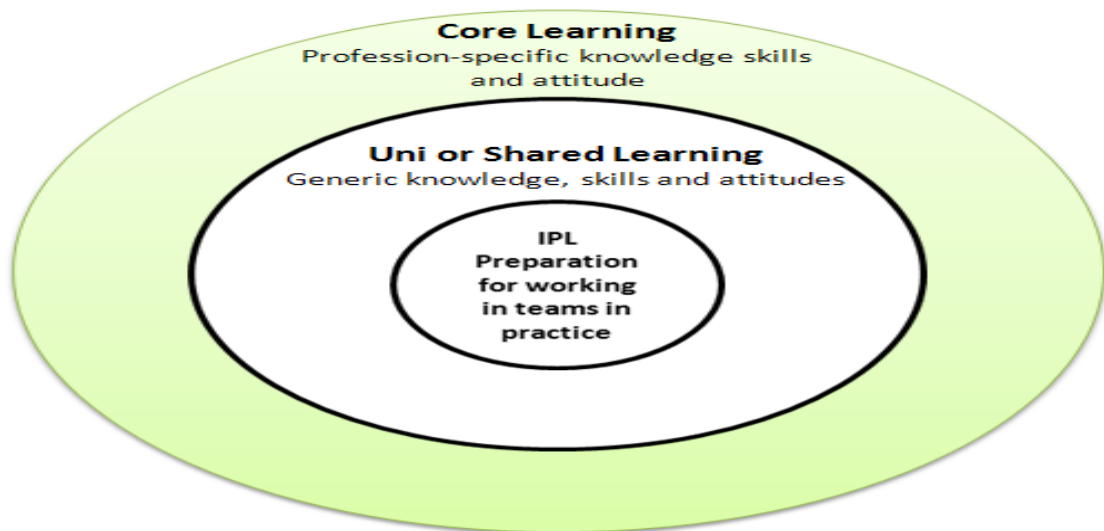 Core Learning
Profession-specific knowledge skills
and attitude
Uni or Shared Learning
Generic knowledge, skills and attitudes
IPL
Preparation
for working
in teams in
practice